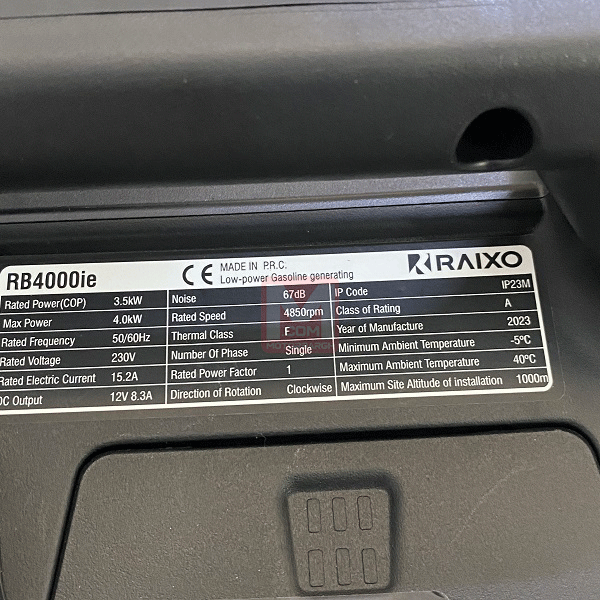 RB4000ie
CE
MADE IN P.R.C.
Low-power Gasoline generating
RAIXO
Rated Power(COP) 3.5kW
Max Power 4.0kW
Rated Frequency 50/60Hz
Rated Voltage 230V
Rated Electric Current 15.2A
DC Output 12V 8.3A
Noise 67dB
Rated Speed 4850rpm
Thermal Class F
Number Of Phase Single
Rated Power Factor 1
Direction of Rotation Clockwise
IP Code IP23M
Class of Rating A
Year of Manufacture 2023
Minimum Ambient Temperature -5ºC
Maximum Ambient Temperature 40ºC
Maximum Site Altitude of installation 1000m
COM